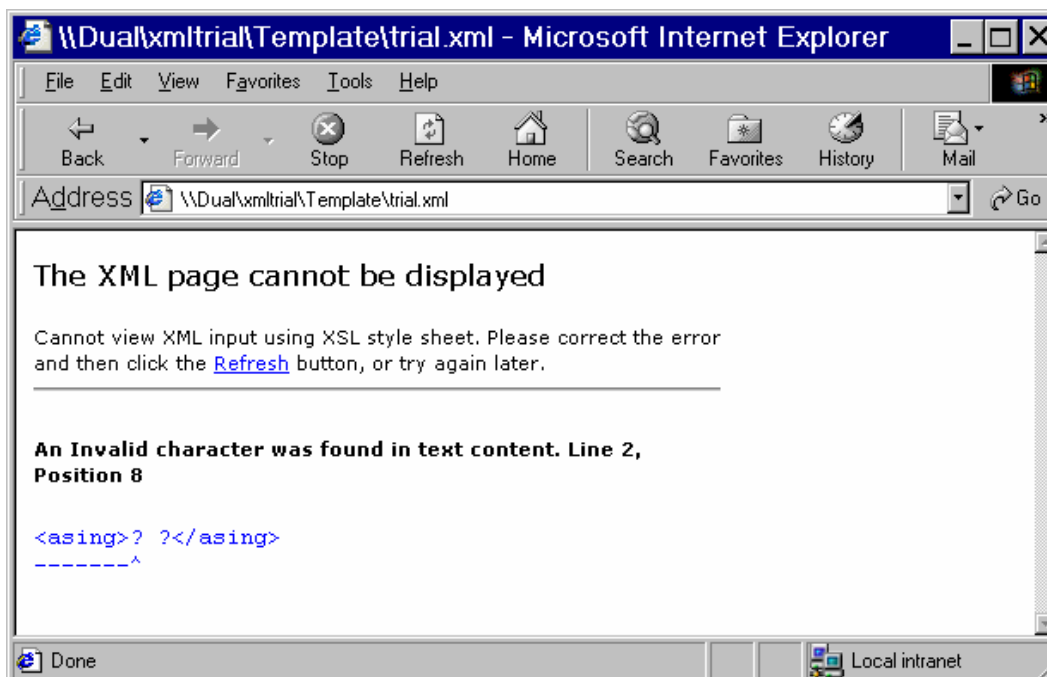 \\Dual\xmltrial\Template\trial.xml - Microsoft Internet Explorer
File Edit View Favorites Tools Help
Back Forward Stop Refresh Home Search Favorites History Mail »
Address \\Dual\xmltrial\Template\trial.xml Go
The XML page cannot be displayed
Cannot view XML input using XSL style sheet. Please correct the error
and then click the Refresh button, or try again later.
An Invalid character was found in text content. Line 2,
Position 8
<asing>? ?</asing>
-------^
Done Local intranet